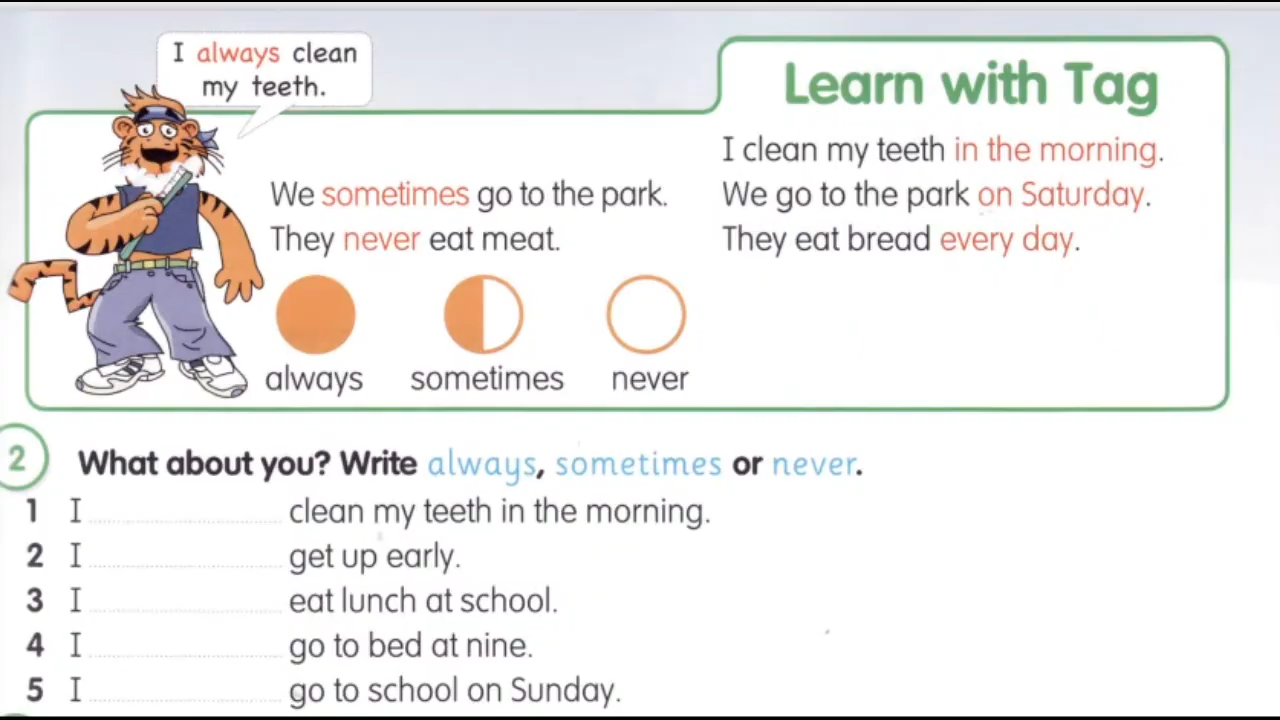 I always clean
my teeth.
Learn with Tag
We sometimes go to the park.
They never eat meat.
I clean my teeth in the morning.
We go to the park on Saturday.
They eat bread every day.
always sometimes never
2 What about you? Write always, sometimes or never.
1 I clean my teeth in the morning.
2 I get up early.
3 I eat lunch at school.
4 I go to bed at nine.
5 I go to school on Sunday.